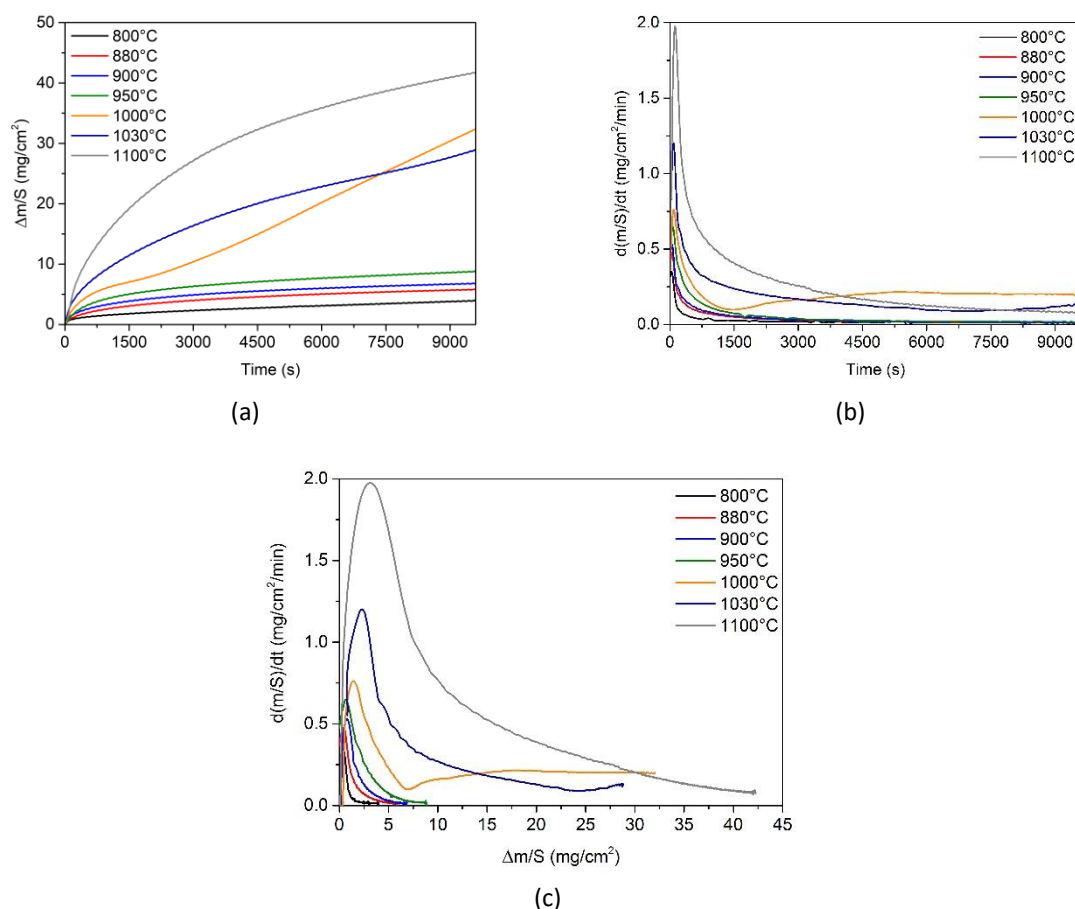 50
40
30
20
10
0
Δm/S (mg/cm²)
800°C
880°C
900°C
950°C
1000°C
1030°C
1100°C
0 1500 3000 4500 6000 7500 9000
Time (s)
(a)
2.0
1.5
1.0
0.5
0.0
d(m/S)/dt (mg/cm²/min)
800°C
880°C
900°C
950°C
1000°C
1030°C
1100°C
0 1500 3000 4500 6000 7500 9000
Time (s)
(b)
2.0
1.5
1.0
0.5
0.0
d(m/S)/dt (mg/cm²/min)
800°C
880°C
900°C
950°C
1000°C
1030°C
1100°C
0 5 10 15 20 25 30 35 40 45
Δm/S (mg/cm²)
(c)